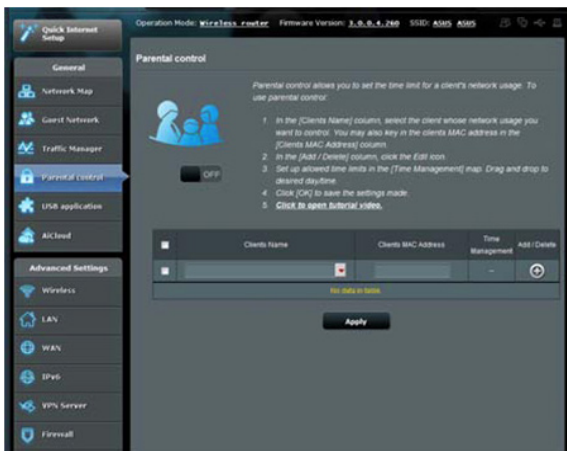 Quick Internet
Setup
Operation Mode: Wireless router Firmware Version: 3.0.0.4.260 SSID: ASUS ASUS
General
Network Map
Guest Network
Traffic Manager
Parental control
USB application
AiCloud
Advanced Settings
Wireless
LAN
WAN
IPv6
VPN Server
Firewall
Parental control
Parental control allows you to set the time limit for a client's network usage. To
use parental control
1. In the [Clients Name] column, select the client whose network usage you
want to control. You may also key in the clients MAC address in the
[Clients MAC Address] column.
2. In the [Add / Delete] column, click the Edit icon.
3. Set up allowed time limits in the [Time Management] map. Drag and drop to
desired day/time.
4. Click [OK] to save the settings made.
5. Click to open tutorial video.
OFF
Clients Name Clients MAC Address Time Management Add / Delete
--
No data in table.
Apply